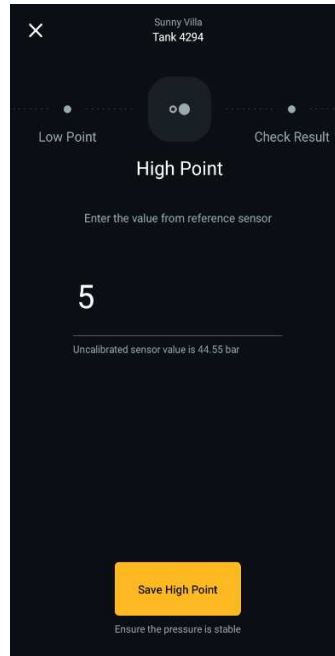 Sunny Villa
Tank 4294
Low Point
Check Result
High Point
Enter the value from reference sensor
5
Uncalibrated sensor value is 44.55 bar
Save High Point
Ensure the pressure is stable